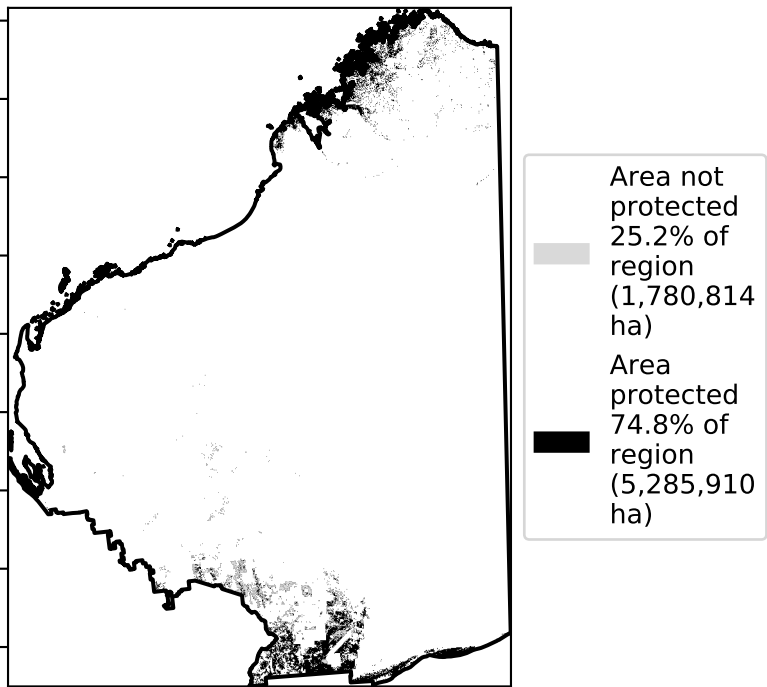 Area not
protected
25.2% of
region
(1,780,814
ha)
Area
protected
74.8% of
region
(5,285,910
ha)